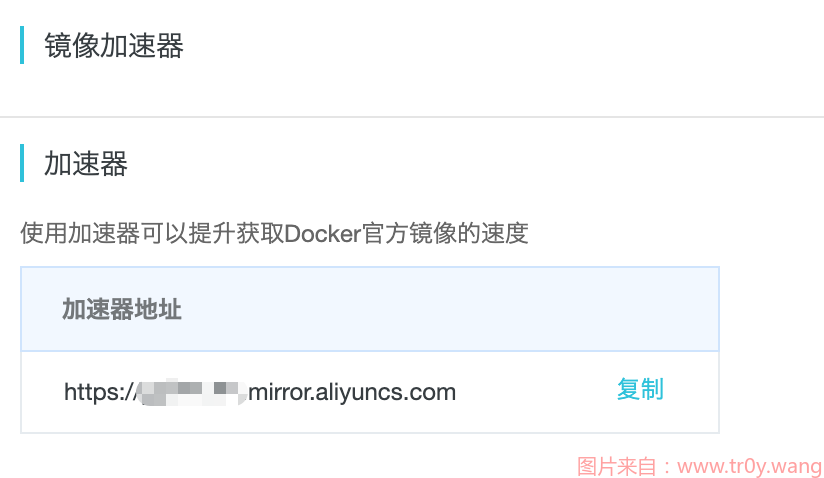 镜像加速器
加速器
使用加速器可以提升获取Docker官方镜像的速度
加速器地址
https://mirror.aliyuncs.com
复制
图片来自：www.tr0y.wang